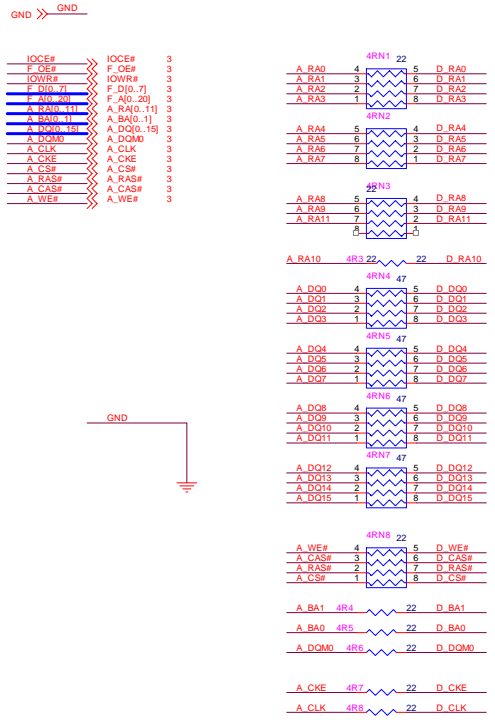 GND GND
IOCE# IOCE# 3
F_OE# F_OE# 3
IOWR# IOWR# 3
F_D[0..7] F_D[0..7] 3
F_A[0..20] F_A[0..20] 3
A_RA[0..11] A_RA[0..11] 3
A_BA[0..1] A_BA[0..1] 3
A_DQ[0..15] A_DQ[0..15] 3
A_DQM0 A_DQM0 3
A_CLK A_CLK 3
A_CKE A_CKE 3
A_CS# A_CS# 3
A_RAS# A_RAS# 3
A_CAS# A_CAS# 3
A_WE# A_WE# 3
GND
4RN1 22
A_RA0 4 5 D_RA0
A_RA1 3 6 D_RA1
A_RA2 2 7 D_RA2
A_RA3 1 8 D_RA3
4RN2
A_RA4 5 4 D_RA4
A_RA5 6 3 D_RA5
A_RA6 7 2 D_RA6
A_RA7 8 1 D_RA7
4RN3
22
A_RA8 5 4 D_RA8
A_RA9 6 3 D_RA9
A_RA11 7 2 D_RA11
8 1
A_RA10 4R3 22 22 D_RA10
4RN4 47
A_DQ0 4 5 D_DQ0
A_DQ1 3 6 D_DQ1
A_DQ2 2 7 D_DQ2
A_DQ3 1 8 D_DQ3
4RN5 47
A_DQ4 4 5 D_DQ4
A_DQ5 3 6 D_DQ5
A_DQ6 2 7 D_DQ6
A_DQ7 1 8 D_DQ7
4RN6 47
A_DQ8 4 5 D_DQ8
A_DQ9 3 6 D_DQ9
A_DQ10 2 7 D_DQ10
A_DQ11 1 8 D_DQ11
4RN7 47
A_DQ12 4 5 D_DQ12
A_DQ13 3 6 D_DQ13
A_DQ14 2 7 D_DQ14
A_DQ15 1 8 D_DQ15
4RN8 22
A_WE# 4 5 D_WE#
A_CAS# 3 6 D_CAS#
A_RAS# 2 7 D_RAS#
A_CS# 1 8 D_CS#
A_BA1 4R4 22 D_BA1
A_BA0 4R5 22 D_BA0
A_DQM0 4R6 22 D_DQM0
A_CKE 4R7 22 D_CKE
A_CLK 4R8 22 D_CLK